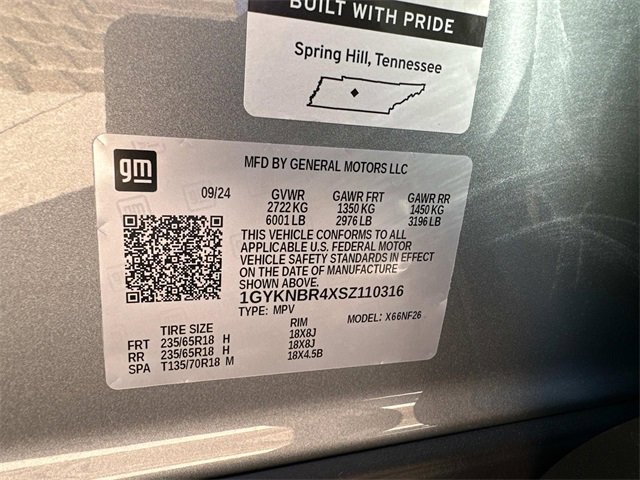 BUILT WITH PRIDE
Spring Hill, Tennessee
gm
MFD BY GENERAL MOTORS LLC
09/24 GVWR GAWR FRT GAWR RR
2722 KG 1350 KG 1450 KG
6001 LB 2976 LB 3196 LB
THIS VEHICLE CONFORMS TO ALL
APPLICABLE U.S. FEDERAL MOTOR
VEHICLE SAFETY STANDARDS IN EFFECT
ON THE DATE OF MANUFACTURE
SHOWN ABOVE.
1GYKNBR4XSZ110316
TYPE: MPV MODEL: X66NF26
TIRE SIZE RIM
FRT 235/65R18 H 18X8J
RR 235/65R18 H 18X8J
SPA T135/70R18 M 18X4.5B